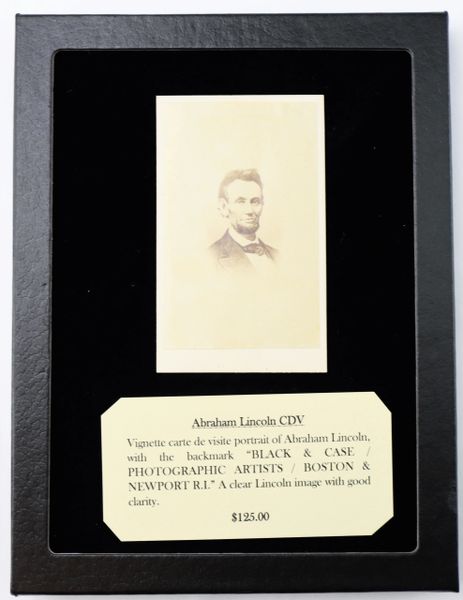 Abraham Lincoln CDV
Vignette carte de visite portrait of Abraham Lincoln,
with the backmark “BLACK & CASE /
PHOTOGRAPHIC ARTISTS / BOSTON &
NEWPORT R.I.” A clear Lincoln image with good
clarity.
$125.00